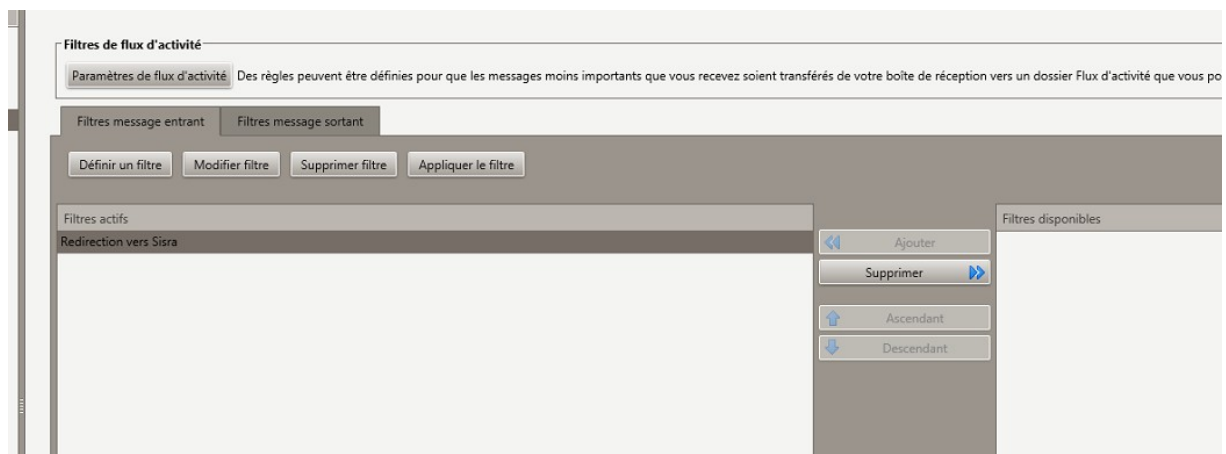 Filtres de flux d'activité
Paramètres de flux d'activité Des règles peuvent être définies pour que les messages moins importants que vous recevez soient transférés de votre boîte de réception vers un dossier Flux d'activité que vous po
Filtres message entrant Filtres message sortant
Définir un filtre Modifier filtre Supprimer filtre Appliquer le filtre
Filtres actifs Filtres disponibles
Redirection vers Sisra
Ajouter
Supprimer
Ascendant
Descendant